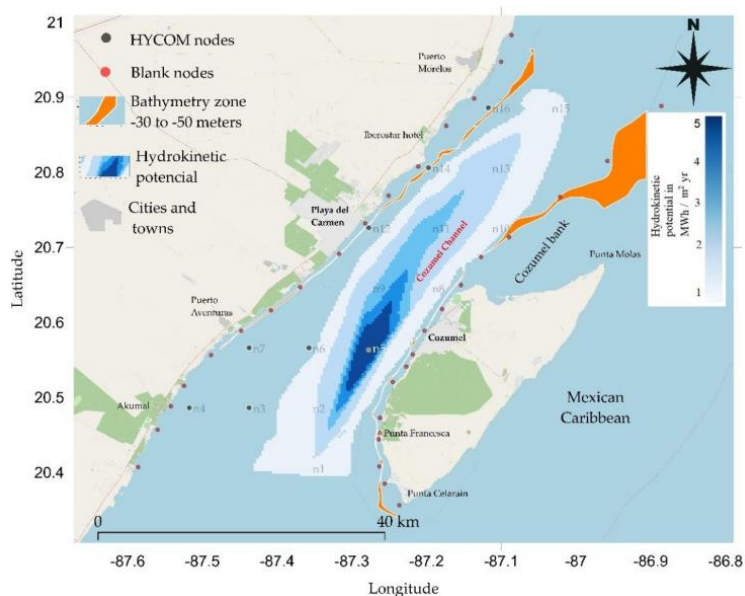 21
20.9
20.8
20.7
20.6
20.5
20.4
Latitude
HYCOM nodes
Blank nodes
Bathymetry zone
-30 to -50 meters
Hydrokinetic
potencial
Cities and
towns
Puerto
Morelos
n16
n15
Iberostar hotel
n14
n13
Playa del
Carmen
n12
n11
n10
Cozumel Channel
Cozumel bank
Punta Molas
Puerto
Aventuras
n9
n8
Cozumel
n7
n6
n5
Akumal
n4
n3
n2
Punta Francesca
n1
Punta Celarain
Mexican
Caribbean
Hydrokinetic
potential in
MWh / m² yr
5
4
3
2
1
0
40 km
-87.6
-87.5
-87.4
-87.3
-87.2
-87.1
-87
-86.9
-86.8
Longitude